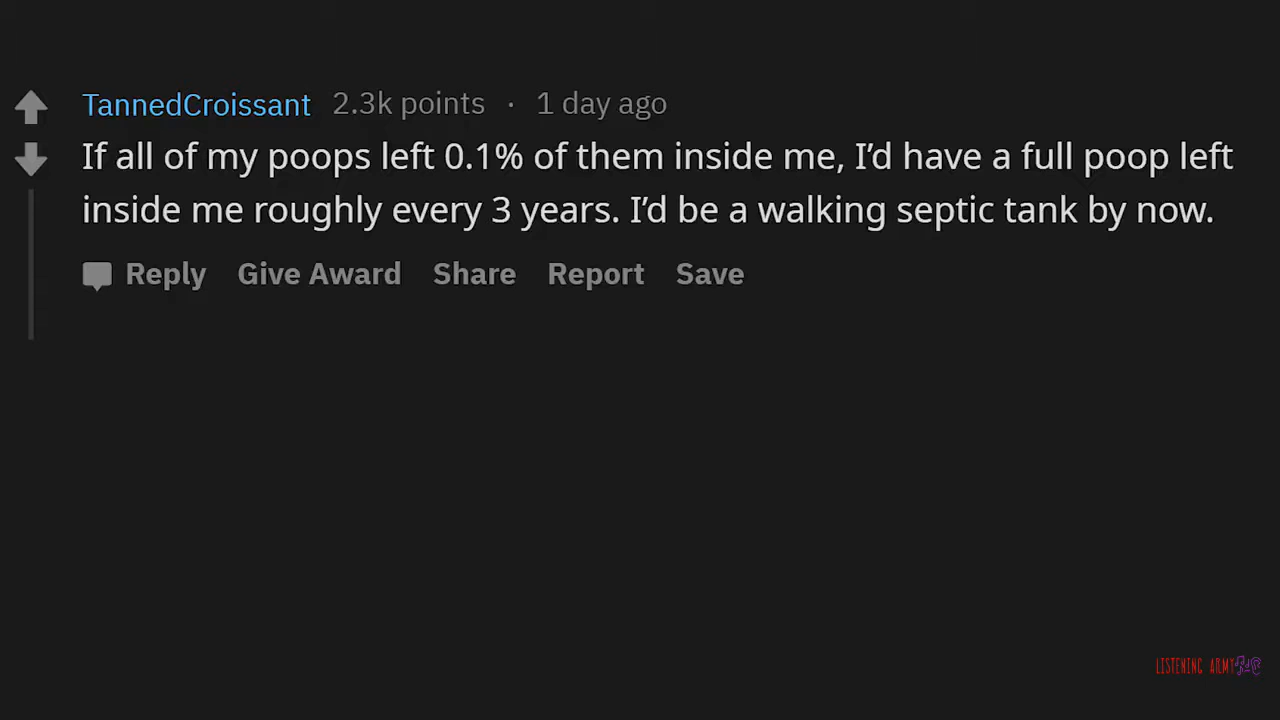 TannedCroissant 2.3k points · 1 day ago
If all of my poops left 0.1% of them inside me, I’d have a full poop left
inside me roughly every 3 years. I’d be a walking septic tank by now.
Reply Give Award Share Report Save
LISTENING ARMY